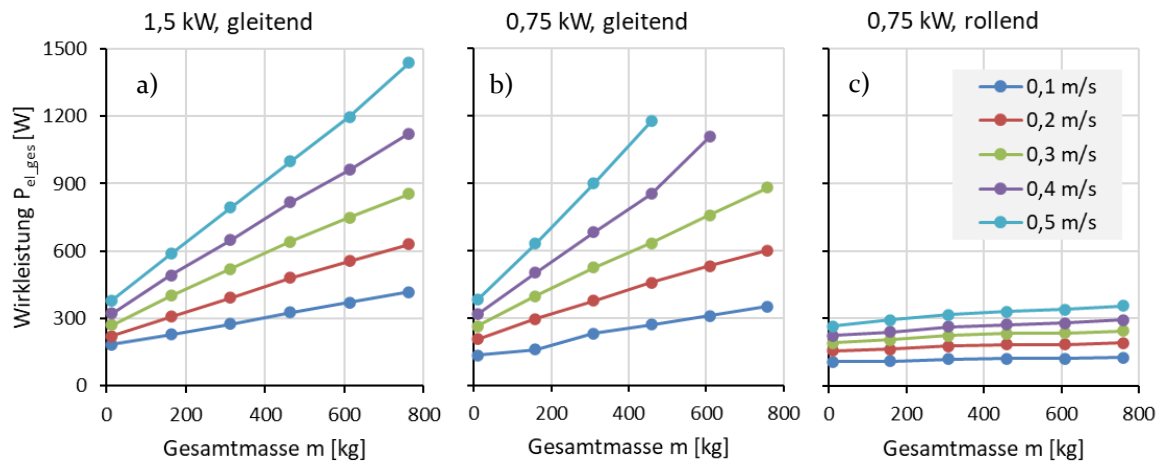 1,5 kW, gleitend
0,75 kW, gleitend
0,75 kW, rollend
Wirkleistung P_el_ges [W]
1500
1200
900
600
300
0
a)
b)
c)
0,1 m/s
0,2 m/s
0,3 m/s
0,4 m/s
0,5 m/s
0 200 400 600 800
0 200 400 600 800
0 200 400 600 800
Gesamtmasse m [kg]
Gesamtmasse m [kg]
Gesamtmasse m [kg]